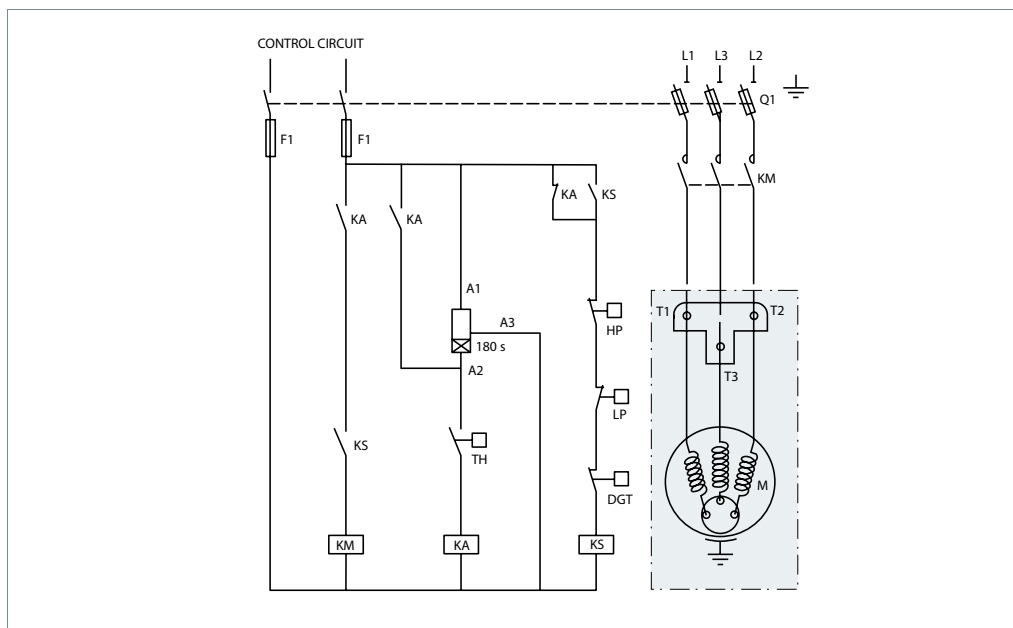 CONTROL CIRCUIT
L1 L3 L2
Q1
F1 F1
KA KS
KM
KA KA
A1
A3
HP
T1 T2
180 s
A2
T3
LP
KS
TH
M
DGT
KM KA KS